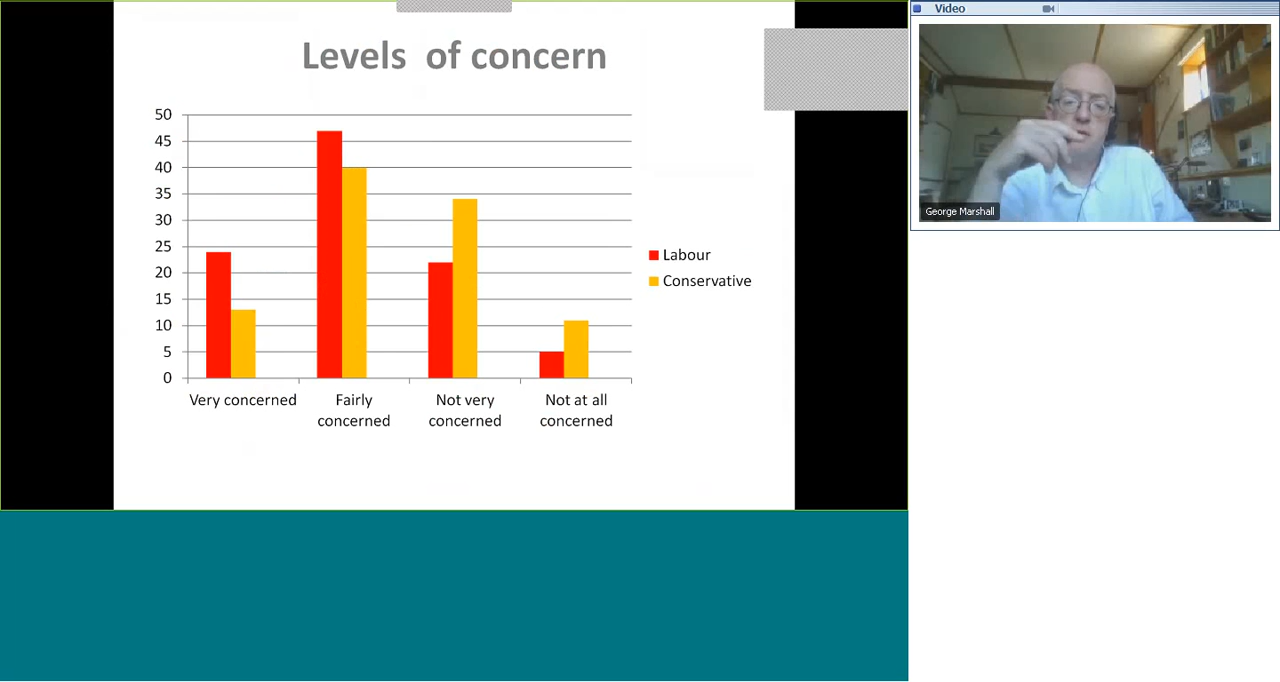 Levels of concern
50
45
40
35
30
25
20
15
10
5
0
Very concerned
Fairly
concerned
Not very
concerned
Not at all
concerned
Labour
Conservative
Video
George Marshall